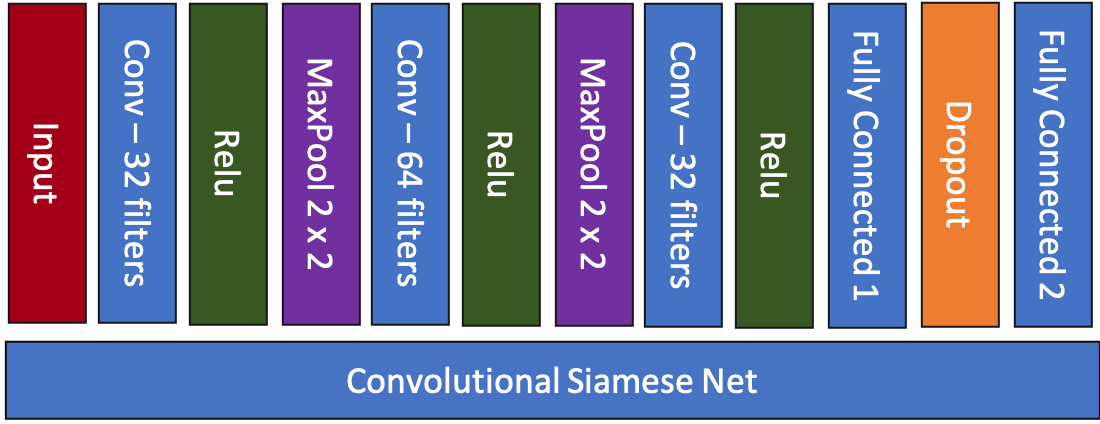 Input
Conv – 32 filters
Relu
MaxPool 2 x 2
Conv – 64 filters
Relu
MaxPool 2 x 2
Conv – 32 filters
Relu
Fully Connected 1
Dropout
Fully Connected 2
Convolutional Siamese Net